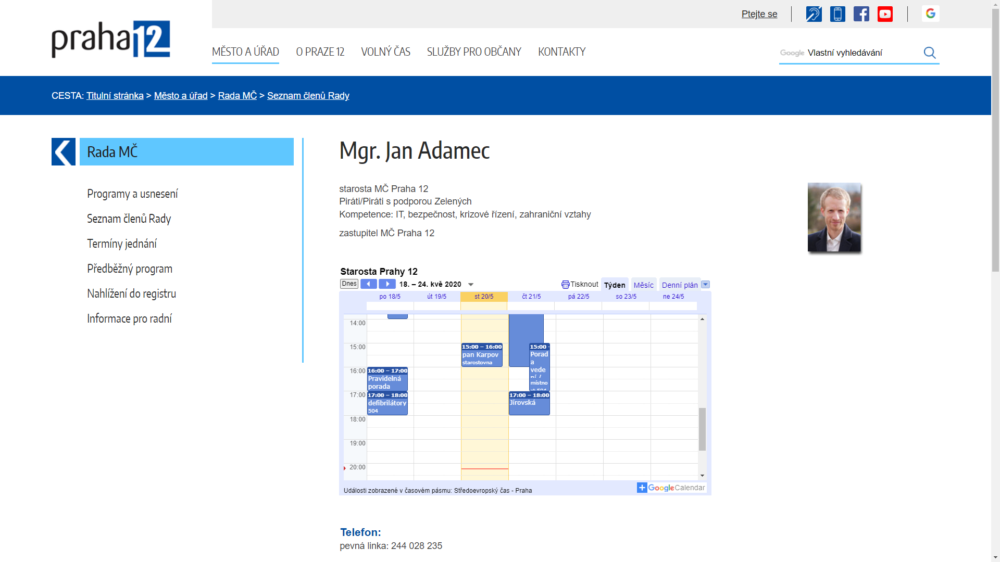 Ptejte se
praha12
MĚSTO A ÚŘAD
O PRAZE 12
VOLNÝ ČAS
SLUŽBY PRO OBČANY
KONTAKTY
Google Vlastní vyhledávání
CESTA: Titulní stránka > Město a úřad > Rada MČ > Seznam členů Rady
Rada MČ
Programy a usnesení
Seznam členů Rady
Termíny jednání
Předběžný program
Nahlížení do registru
Informace pro radní
Mgr. Jan Adamec
starosta MČ Praha 12
Piráti/Piráti s podporou Zelených
Kompetence: IT, bezpečnost, krizové řízení, zahraniční vztahy
zastupitel MČ Praha 12
Starosta Prahy 12
Dnes
18. – 24. kvě 2020
Tisknout
Týden
Měsíc
Denní plán
po 18/5
út 19/5
st 20/5
čt 21/5
pá 22/5
so 23/5
ne 24/5
14:00
15:00
15:00 – 16:00
pan Karpov
starostovna
15:00 -
Porad
a
vede
ní /
místno
st 504
16:00
16:00 – 17:00
Pravidelná
porada
17:00
17:00 – 18:00
defibrilátory
504
17:00 – 18:00
Jírovská
18:00
19:00
20:00
Události zobrazené v časovém pásmu: Středoevropský čas - Praha
Google Calendar
Telefon:
pevná linka: 244 028 235